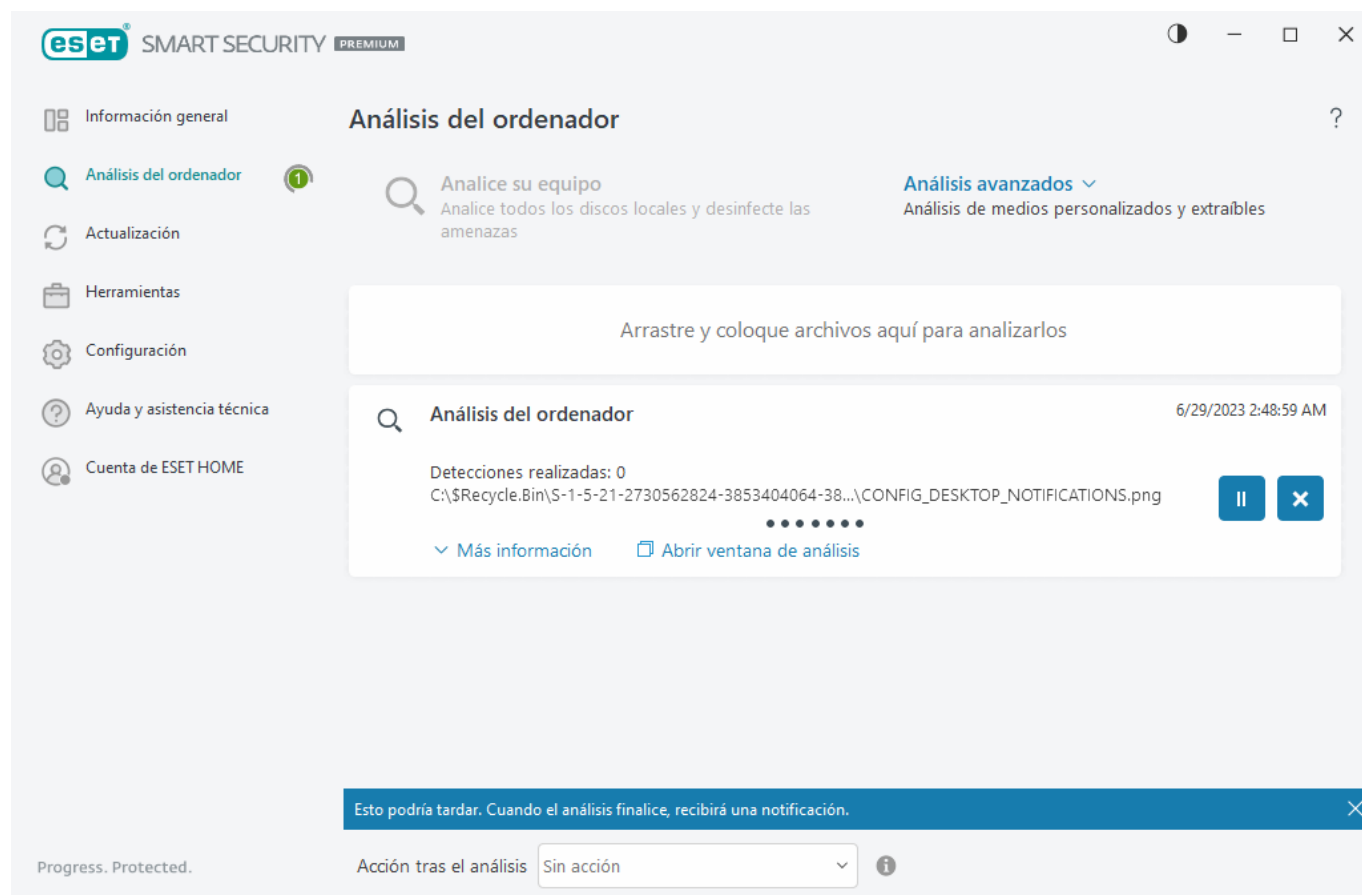 eset® SMART SECURITY PREMIUM
Información general
Análisis del ordenador
1
Actualización
Herramientas
Configuración
Ayuda y asistencia técnica
Cuenta de ESET HOME
Progress. Protected.
Análisis del ordenador
?
Analice su equipo
Analice todos los discos locales y desinfecte las
amenazas
Análisis avanzados
Análisis de medios personalizados y extraíbles
Arrastre y coloque archivos aquí para analizarlos
Análisis del ordenador
6/29/2023 2:48:59 AM
Detecciones realizadas: 0
C:\$Recycle.Bin\S-1-5-21-2730562824-3853404064-38...\CONFIG_DESKTOP_NOTIFICATIONS.png
Más información
Abrir ventana de análisis
Esto podría tardar. Cuando el análisis finalice, recibirá una notificación.
Acción tras el análisis
Sin acción